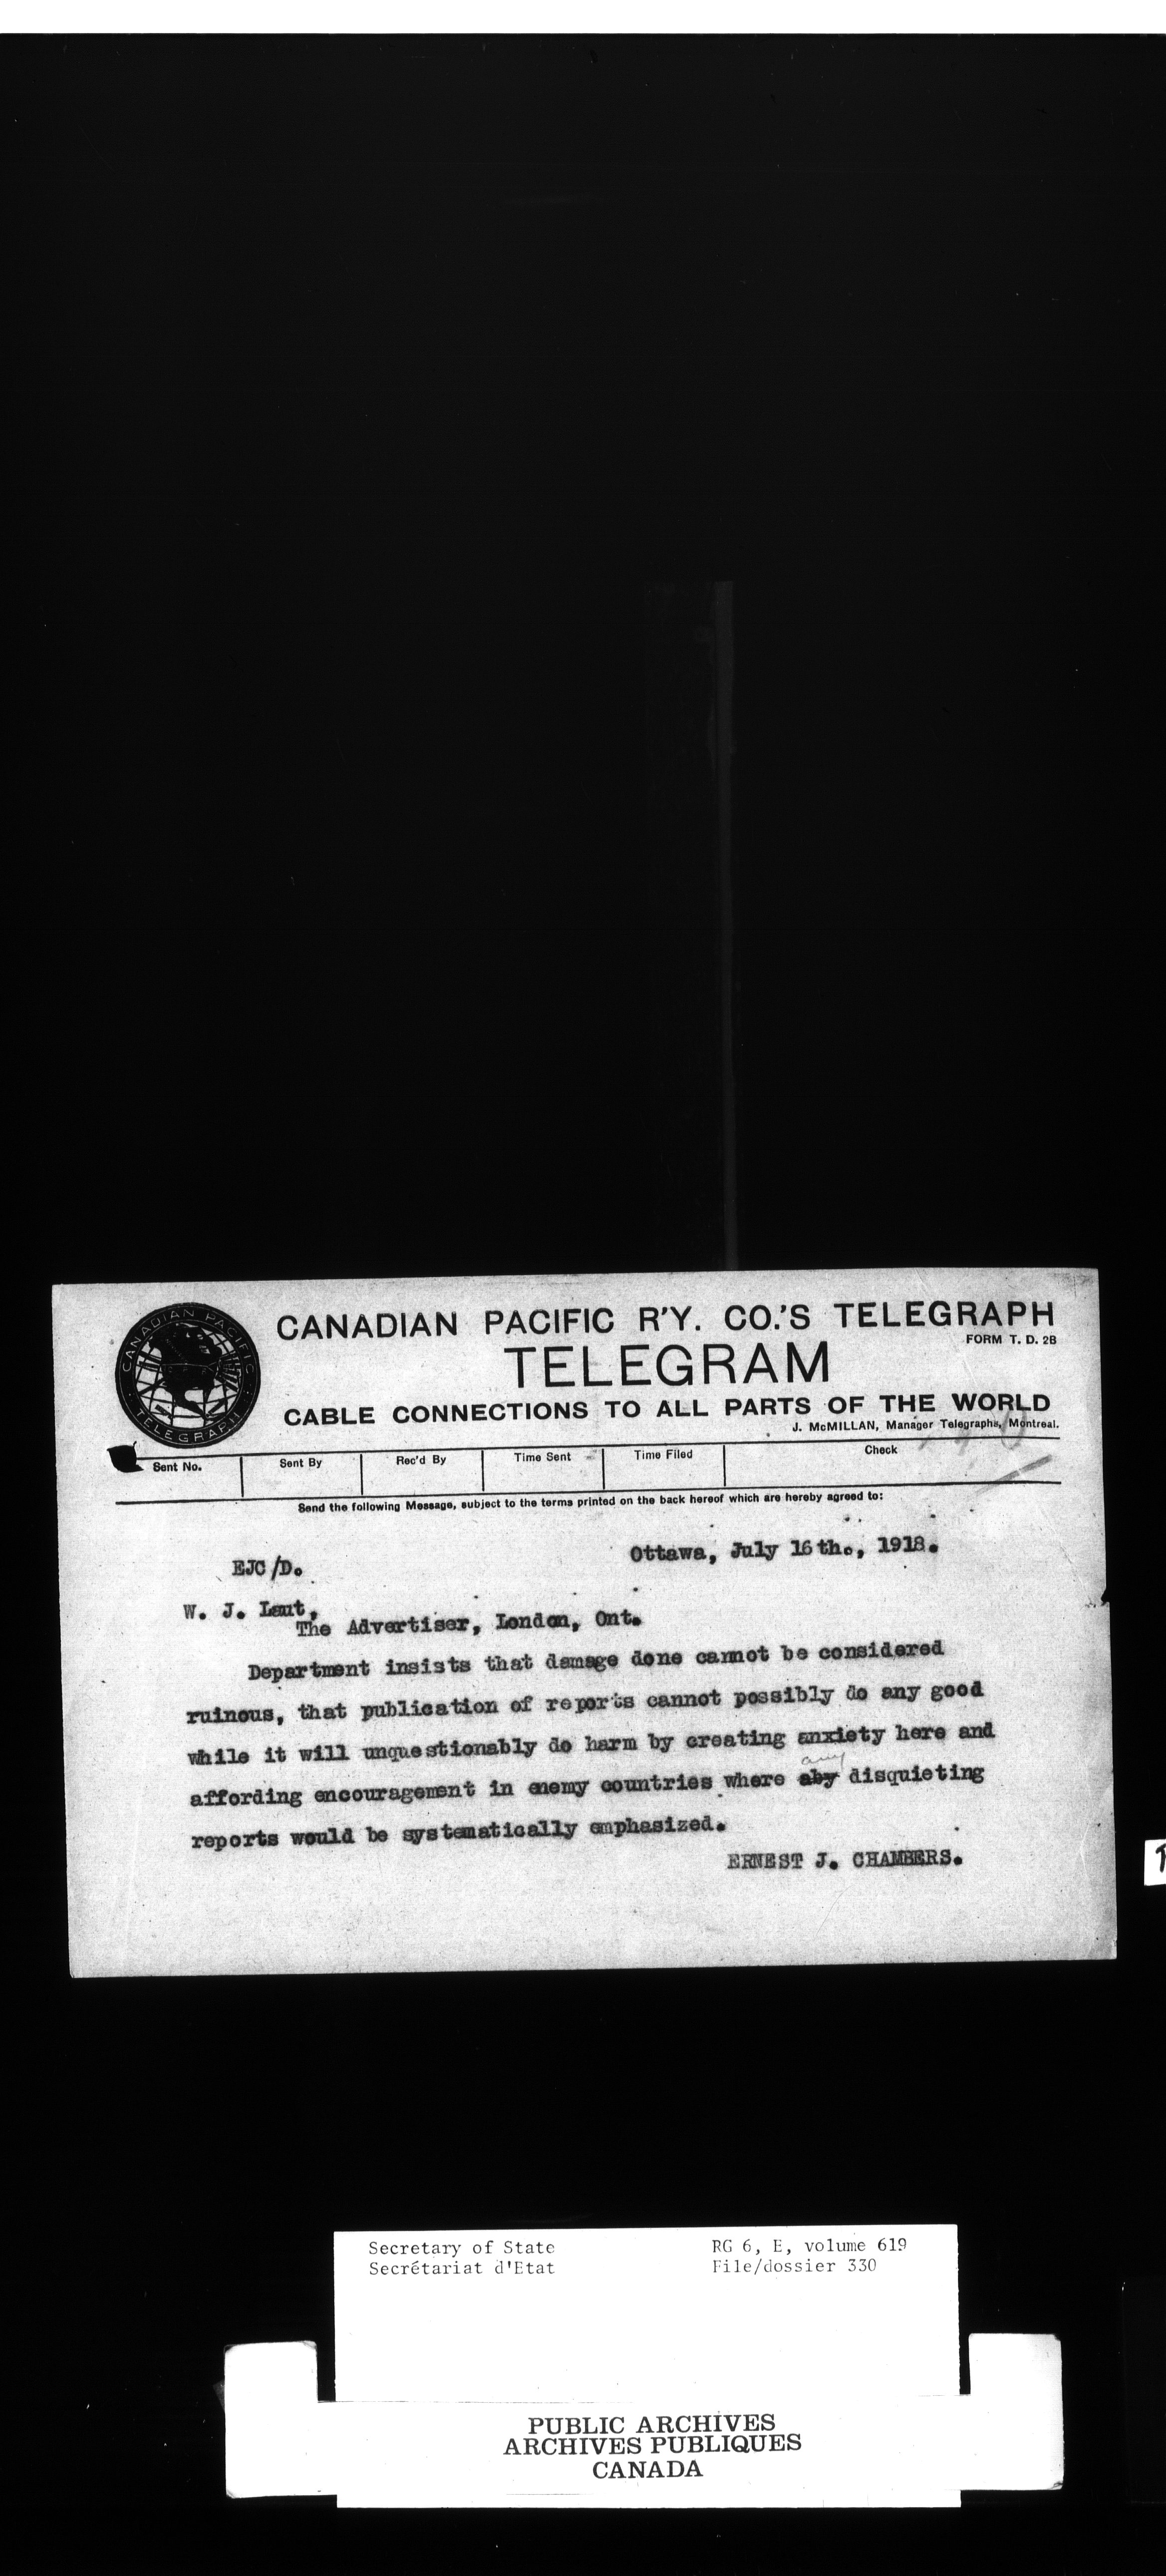 CANADIAN PACIFIC R'Y. CO.'S TELEGRAPH
FORM T. D. 2B
TELEGRAM
CABLE CONNECTIONS TO ALL PARTS OF THE WORLD
J. McMILLAN, Manager Telegraphs, Montreal.
CANADIAN PACIFIC
TELEGRAPH
Sent No. Sent By Rec'd By Time Sent Time Filed Check
Send the following Message, subject to the terms printed on the back hereof which are hereby agreed to:
Ottawa, July 16th., 1918.
EJC/D.
W. J. Laut,
The Advertiser, London, Ont.
Department insists that damage done cannot be considered
ruinous, that publication of reports cannot possibly do any good
while it will unquestionably do harm by creating anxiety here and
any
affording encouragement in enemy countries where aby disquieting
reports would be systematically emphasized.
ERNEST J. CHAMBERS.
Secretary of State RG 6, E, volume 619
Secrétariat d'Etat File/dossier 330
PUBLIC ARCHIVES
ARCHIVES PUBLIQUES
CANADA